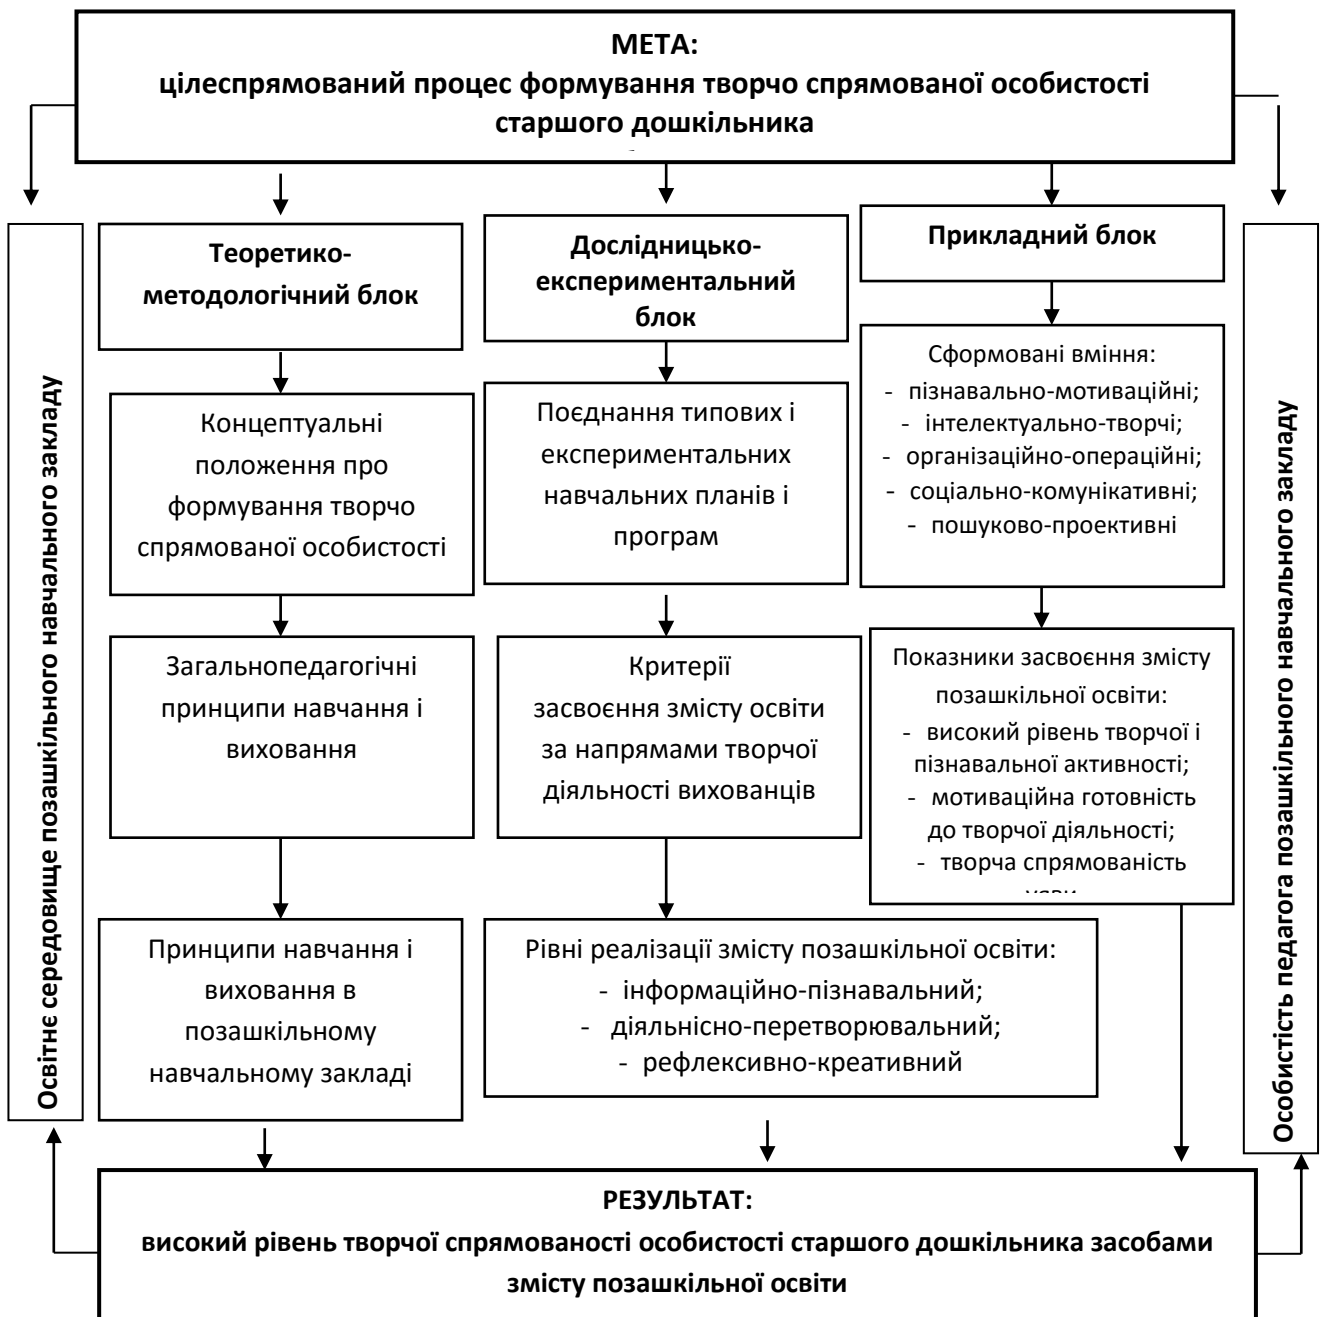 МЕТА:
цілеспрямований процес формування творчо спрямованої особистості
старшого дошкільника
Освітнє середовище позашкільного навчального закладу
Теоретико-
методологічний блок
Концептуальні
положення про
формування творчо
спрямованої особистості
Загальнопедагогічні
принципи навчання і
виховання
Принципи навчання і
виховання в
позашкільному
навчальному закладі
Дослідницько-
експериментальний
блок
Поєднання типових і
експериментальних
навчальних планів і
програм
Критерії
засвоєння змісту освіти
за напрямами творчої
діяльності вихованців
Рівні реалізації змісту позашкільної освіти:
- інформаційно-пізнавальний;
- діяльнісно-перетворювальний;
- рефлексивно-креативний
Прикладний блок
Сформовані вміння:
- пізнавально-мотиваційні;
- інтелектуально-творчі;
- організаційно-операційні;
- соціально-комунікативні;
- пошуково-проективні
Показники засвоєння змісту
позашкільної освіти:
- високий рівень творчої і
пізнавальної активності;
- мотиваційна готовність
до творчої діяльності;
- творча спрямованість
Особистість педагога позашкільного навчального закладу
РЕЗУЛЬТАТ:
високий рівень творчої спрямованості особистості старшого дошкільника засобами
змісту позашкільної освіти